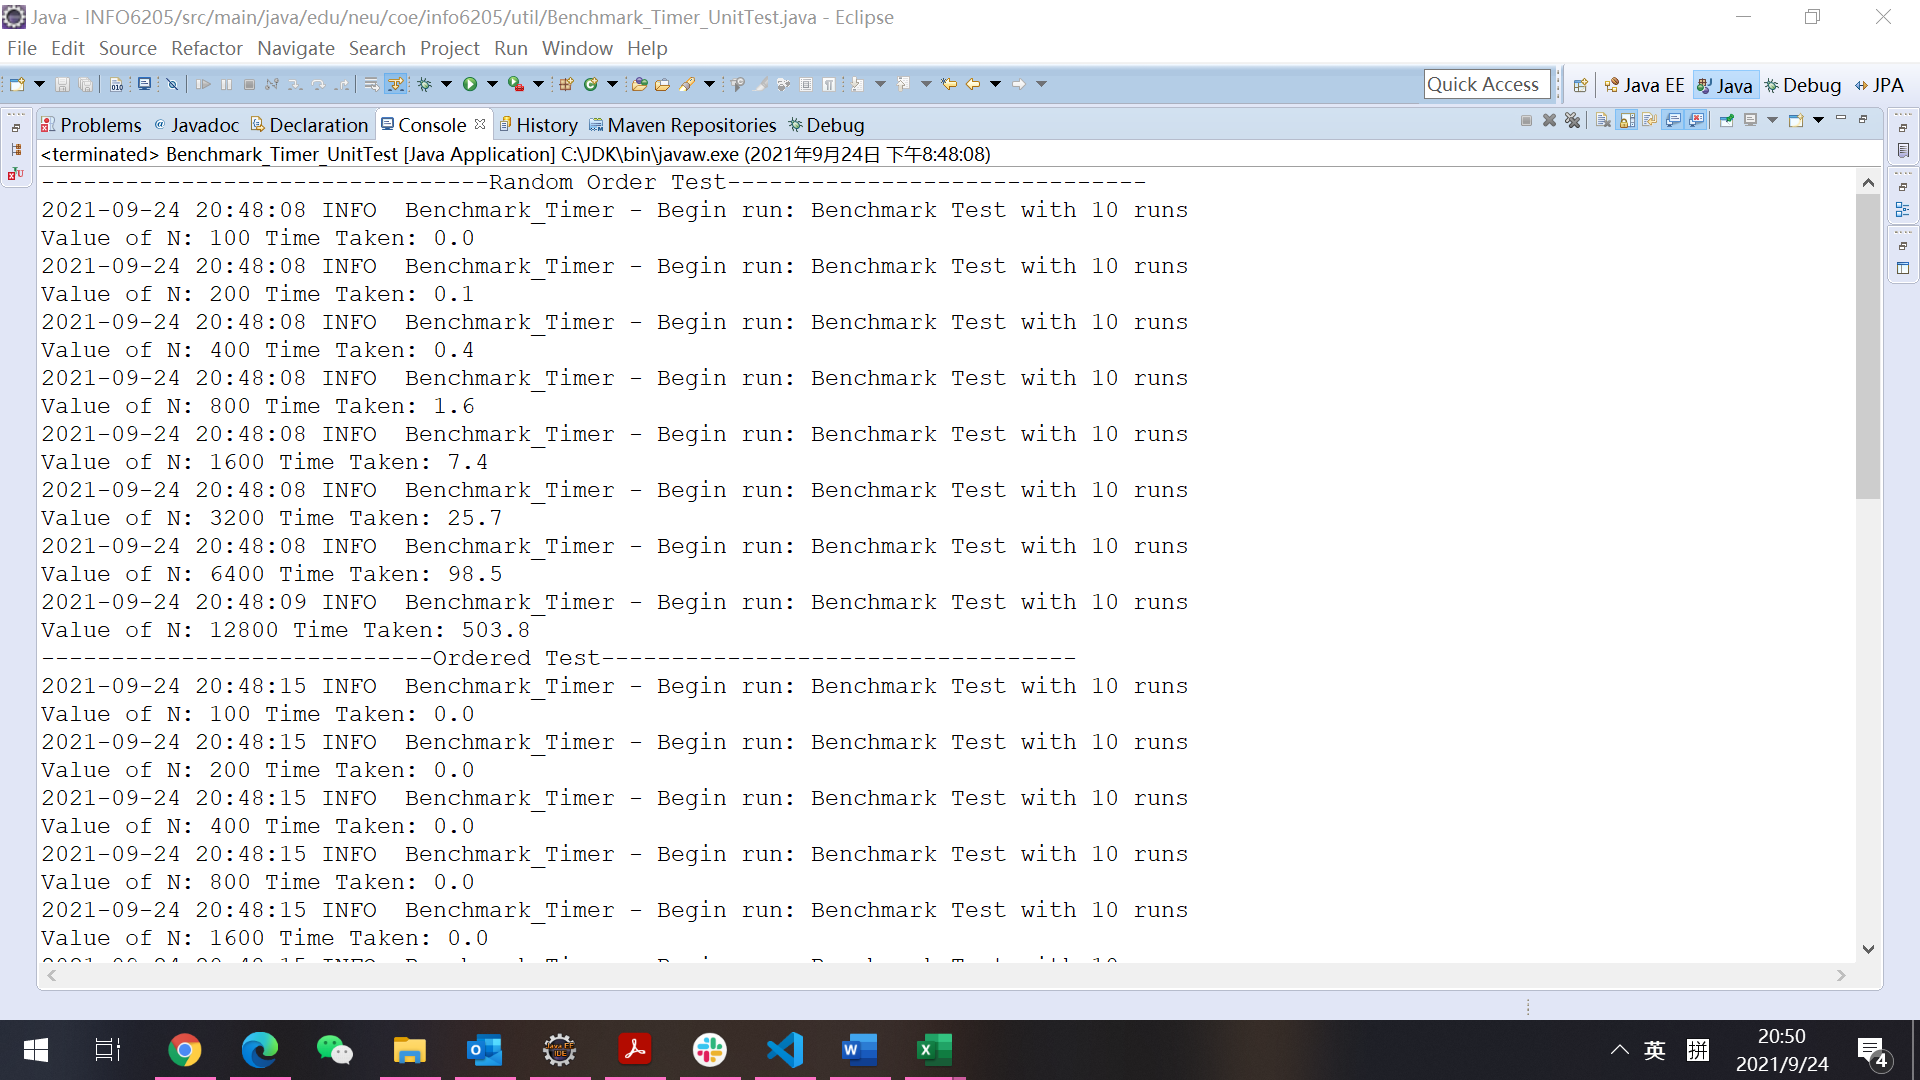 Java - INFO6205/src/main/java/edu/neu/coe/info6205/util/Benchmark_Timer_UnitTest.java - Eclipse
File Edit Source Refactor Navigate Search Project Run Window Help
Quick Access Java EE Java Debug JPA
Problems Javadoc Declaration Console History Maven Repositories Debug
<terminated> Benchmark_Timer_UnitTest [Java Application] C:\JDK\bin\javaw.exe (2021年9月24日 下午8:48:08)
--------------------------------Random Order Test------------------------------
2021-09-24 20:48:08 INFO  Benchmark_Timer - Begin run: Benchmark Test with 10 runs
Value of N: 100 Time Taken: 0.0
2021-09-24 20:48:08 INFO  Benchmark_Timer - Begin run: Benchmark Test with 10 runs
Value of N: 200 Time Taken: 0.1
2021-09-24 20:48:08 INFO  Benchmark_Timer - Begin run: Benchmark Test with 10 runs
Value of N: 400 Time Taken: 0.4
2021-09-24 20:48:08 INFO  Benchmark_Timer - Begin run: Benchmark Test with 10 runs
Value of N: 800 Time Taken: 1.6
2021-09-24 20:48:08 INFO  Benchmark_Timer - Begin run: Benchmark Test with 10 runs
Value of N: 1600 Time Taken: 7.4
2021-09-24 20:48:08 INFO  Benchmark_Timer - Begin run: Benchmark Test with 10 runs
Value of N: 3200 Time Taken: 25.7
2021-09-24 20:48:08 INFO  Benchmark_Timer - Begin run: Benchmark Test with 10 runs
Value of N: 6400 Time Taken: 98.5
2021-09-24 20:48:09 INFO  Benchmark_Timer - Begin run: Benchmark Test with 10 runs
Value of N: 12800 Time Taken: 503.8
----------------------------Ordered Test----------------------------------
2021-09-24 20:48:15 INFO  Benchmark_Timer - Begin run: Benchmark Test with 10 runs
Value of N: 100 Time Taken: 0.0
2021-09-24 20:48:15 INFO  Benchmark_Timer - Begin run: Benchmark Test with 10 runs
Value of N: 200 Time Taken: 0.0
2021-09-24 20:48:15 INFO  Benchmark_Timer - Begin run: Benchmark Test with 10 runs
Value of N: 400 Time Taken: 0.0
2021-09-24 20:48:15 INFO  Benchmark_Timer - Begin run: Benchmark Test with 10 runs
Value of N: 800 Time Taken: 0.0
2021-09-24 20:48:15 INFO  Benchmark_Timer - Begin run: Benchmark Test with 10 runs
Value of N: 1600 Time Taken: 0.0
英 拼
20:50
2021/9/24
4